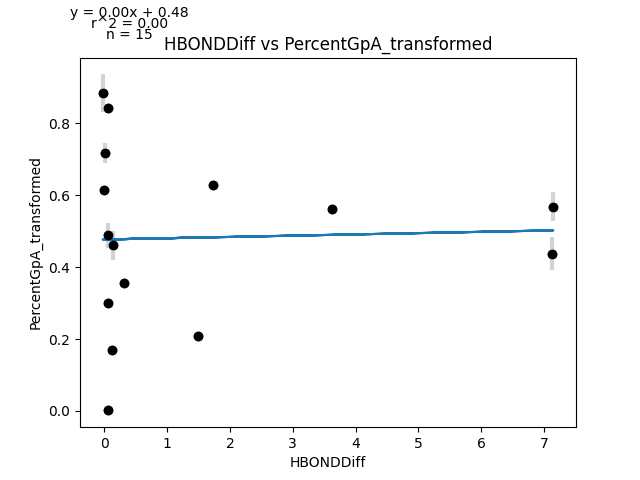 y = 0.00x + 0.48
r^2 = 0.00
n = 15
HBONDDiff vs PercentGpA_transformed
PercentGpA_transformed
0.8
0.6
0.4
0.2
0.0
0 1 2 3 4 5 6 7
HBONDDiff